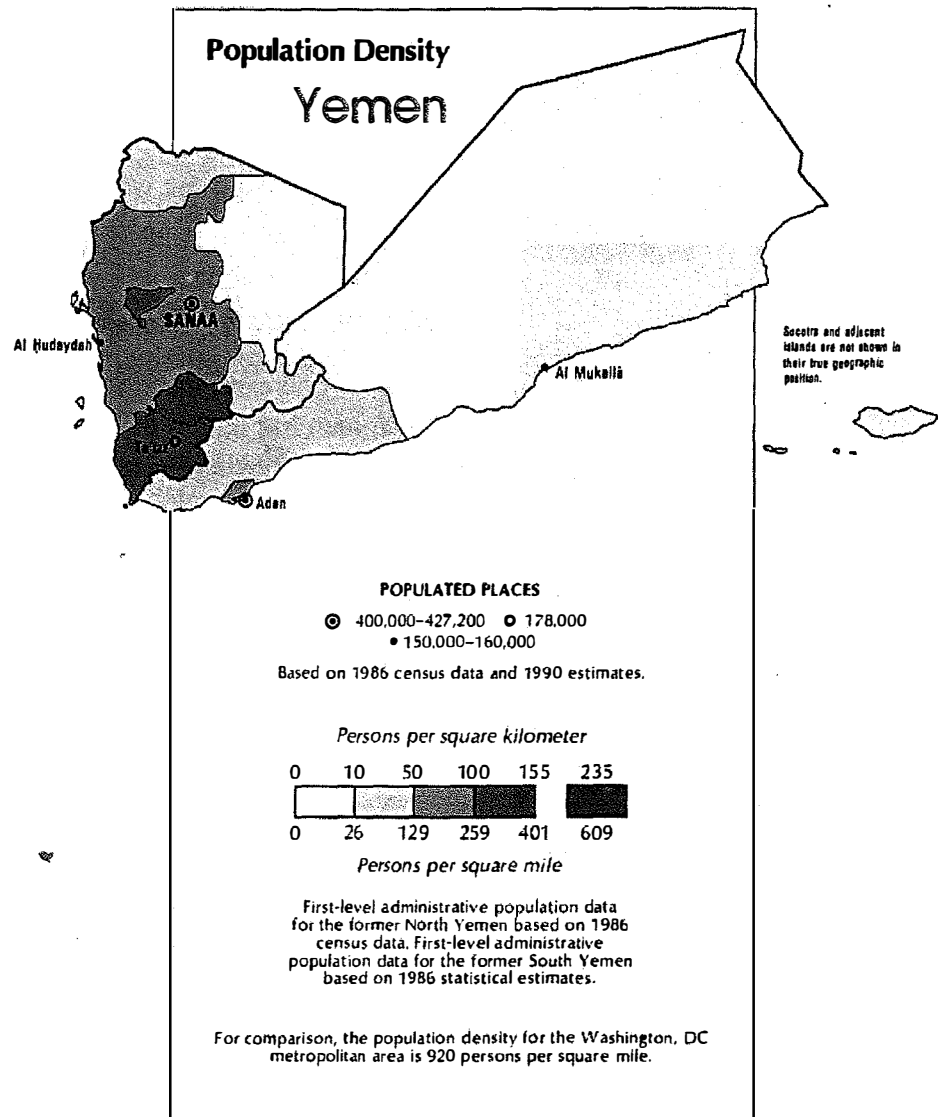 Population Density
Yemen
SANAA
Al Ḩudaydah
Al Mukallā
Socotra and adjacent
islands are not shown in
their true geographic
position.
Aden
POPULATED PLACES
400,000–427,200 178,000
150,000–160,000
Based on 1986 census data and 1990 estimates.
Persons per square kilometer
0 10 50 100 155 235
0 26 129 259 401 609
Persons per square mile
First-level administrative population data
for the former North Yemen based on 1986
census data. First-level administrative
population data for the former South Yemen
based on 1986 statistical estimates.
For comparison, the population density for the Washington, DC
metropolitan area is 920 persons per square mile.